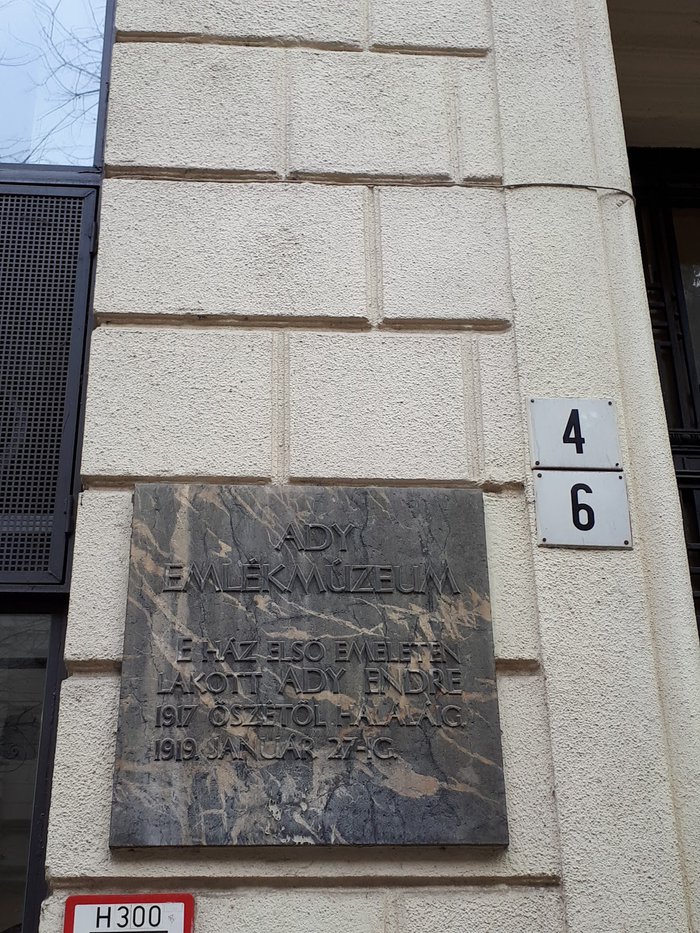 ADY
EMLÉKMÚZEUM
E HÁZ ELSŐ EMELETÉN
LAKOTT ADY ENDRE
1917 ŐSZÉTŐL HALÁLÁIG,
1919. JANUÁR 27-IG.
4
6
H300